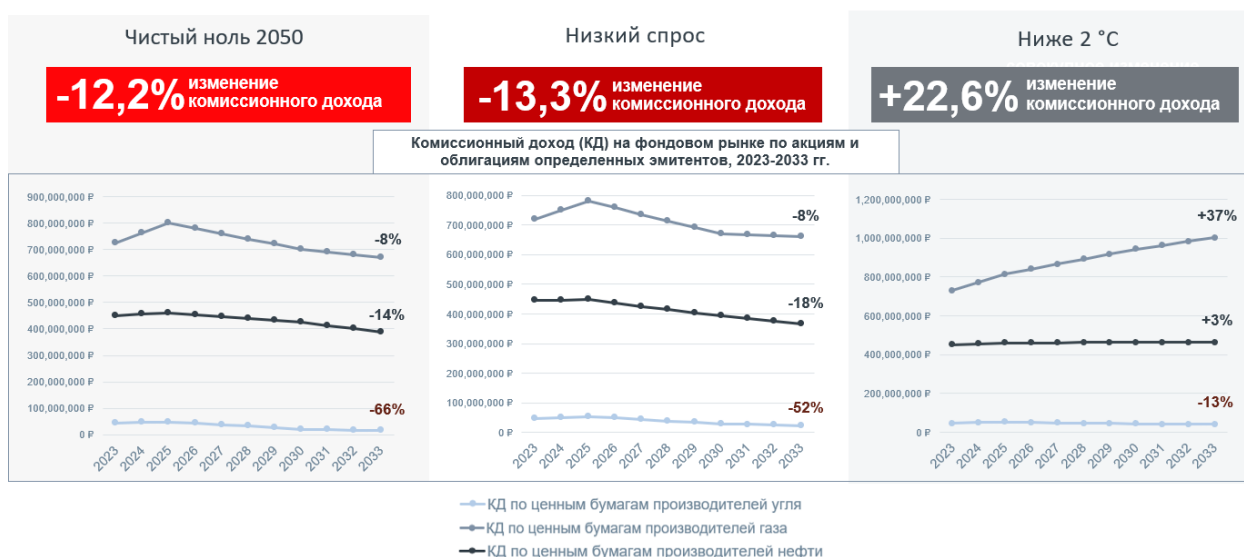 Чистый ноль 2050
-12,2% изменение
комиссионного дохода
Низкий спрос
-13,3% изменение
комиссионного дохода
Ниже 2 °C
+22,6% изменение
комиссионного дохода
Комиссионный доход (КД) на фондовом рынке по акциям и
облигациям определенных эмитентов, 2023-2033 гг.
900,000,000 ₽
800,000,000 ₽
700,000,000 ₽
600,000,000 ₽
500,000,000 ₽
400,000,000 ₽
300,000,000 ₽
200,000,000 ₽
100,000,000 ₽
0 ₽
-8%
-14%
-66%
2023 2024 2025 2026 2027 2028 2029 2030 2031 2032 2033
800,000,000 ₽
700,000,000 ₽
600,000,000 ₽
500,000,000 ₽
400,000,000 ₽
300,000,000 ₽
200,000,000 ₽
100,000,000 ₽
0 ₽
-8%
-18%
-52%
2023 2024 2025 2026 2027 2028 2029 2030 2031 2032 2033
1,200,000,000 ₽
1,000,000,000 ₽
800,000,000 ₽
600,000,000 ₽
400,000,000 ₽
200,000,000 ₽
0 ₽
+37%
+3%
-13%
2023 2024 2025 2026 2027 2028 2029 2030 2031 2032 2033
КД по ценным бумагам производителей угля
КД по ценным бумагам производителей газа
КД по ценным бумагам производителей нефти